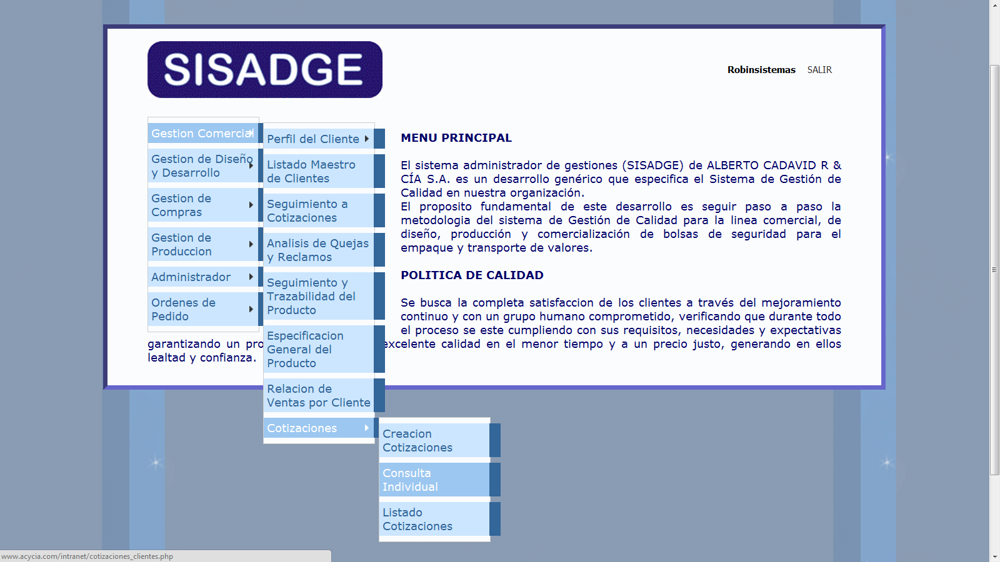 SISADGE
Robinsistemas SALIR
Gestion Comercial
Gestion de Diseño
y Desarrollo
Gestion de
Compras
Gestion de
Produccion
Administrador
Ordenes de
Pedido
Perfil del Cliente
Listado Maestro
de Clientes
Seguimiento a
Cotizaciones
Analisis de Quejas
y Reclamos
Seguimiento y
Trazabilidad del
Producto
Especificacion
General del
Producto
Relacion de
Ventas por Cliente
Cotizaciones
Creacion
Cotizaciones
Consulta
Individual
Listado
Cotizaciones
MENU PRINCIPAL
El sistema administrador de gestiones (SISADGE) de ALBERTO CADAVID R &
CÍA S.A. es un desarrollo genérico que especifica el Sistema de Gestión de
Calidad en nuestra organización.
El proposito fundamental de este desarrollo es seguir paso a paso la
metodologia del sistema de Gestión de Calidad para la linea comercial, de
diseño, producción y comercialización de bolsas de seguridad para el
empaque y transporte de valores.
POLITICA DE CALIDAD
Se busca la completa satisfaccion de los clientes a través del mejoramiento
continuo y con un grupo humano comprometido, verificando que durante todo
el proceso se este cumpliendo con sus requisitos, necesidades y expectativas
garantizando un pro excelente calidad en el menor tiempo y a un precio justo, generando en ellos
lealtad y confianza.
www.acycia.com/intranet/cotizaciones_clientes.php